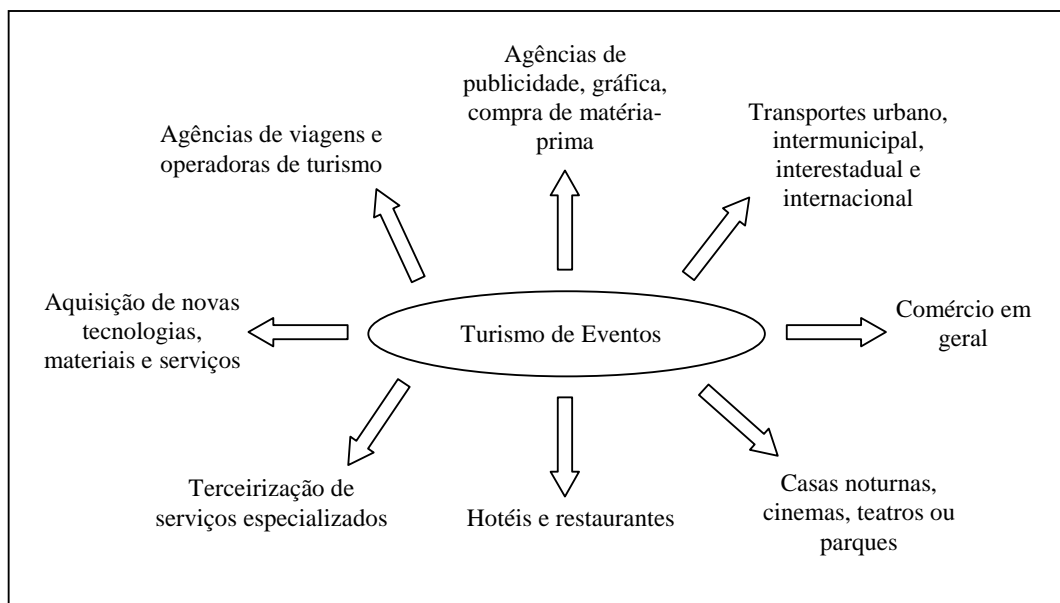 Agências de
publicidade, gráfica,
compra de matéria-
prima
Transportes urbano,
intermunicipal,
interestadual e
internacional
Agências de viagens e
operadoras de turismo
Aquisição de novas
tecnologias,
materiais e serviços
Turismo de Eventos
Comércio em
geral
Terceirização de
serviços especializados
Hotéis e restaurantes
Casas noturnas,
cinemas, teatros ou
parques